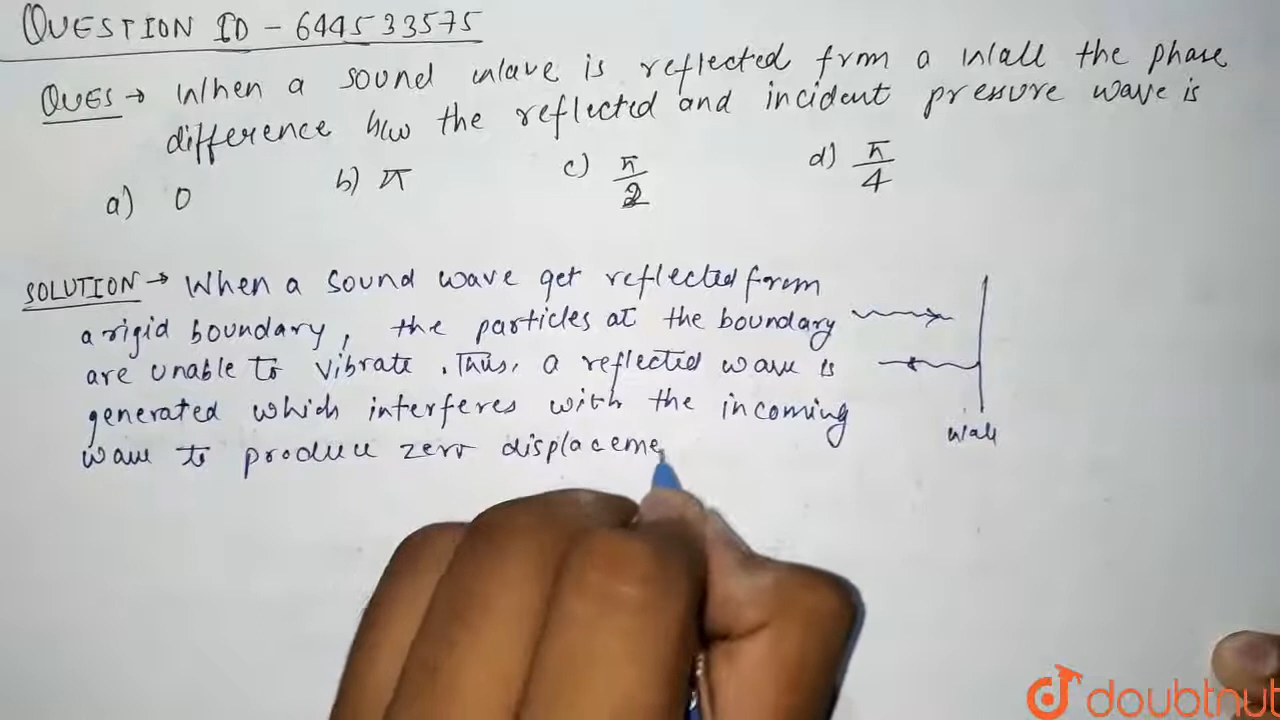 QUESTION ID - 644533575
QUES → When a sound wave is reflected from a wall the phase
difference b/w the reflected and incident pressure wave is
a) 0 b) π c) π/2 d) π/4
SOLUTION → When a sound wave get reflected form
a rigid boundary, the particles at the boundary
are unable to vibrate. Thus, a reflected wave is
generated which interferes with the incoming
wave to produce zero displaceme
wall
doubtnut